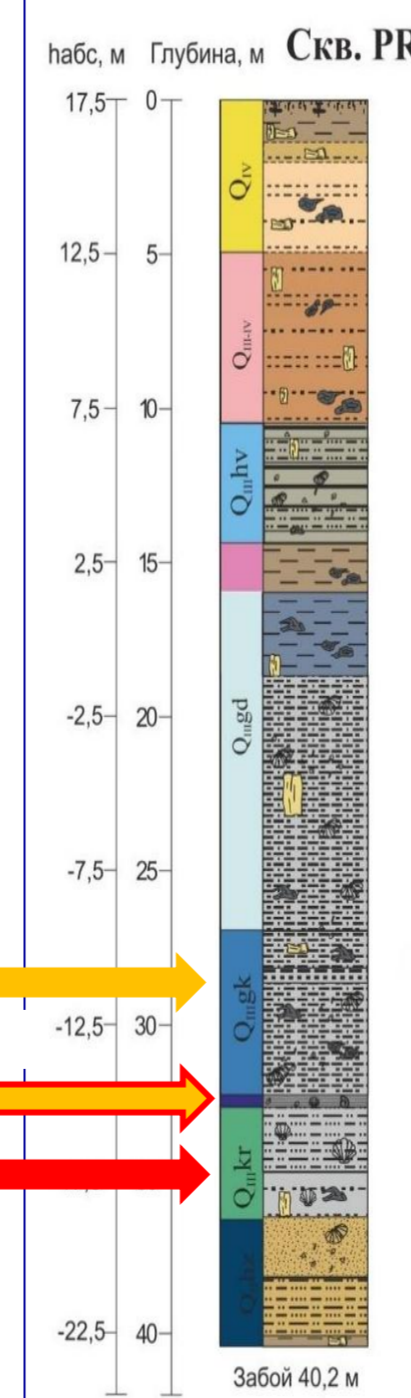 hабс, м Глубина, м Скв. PR
17,5 0
Q_IV
12,5 5
Q_III-IV
7,5 10
Q_IIIhv
2,5 15
-2,5 20
Q_IIIgd
-7,5 25
Q_IIIgk
-12,5 30
Q_IIIkr
-22,5 40
Забой 40,2 м